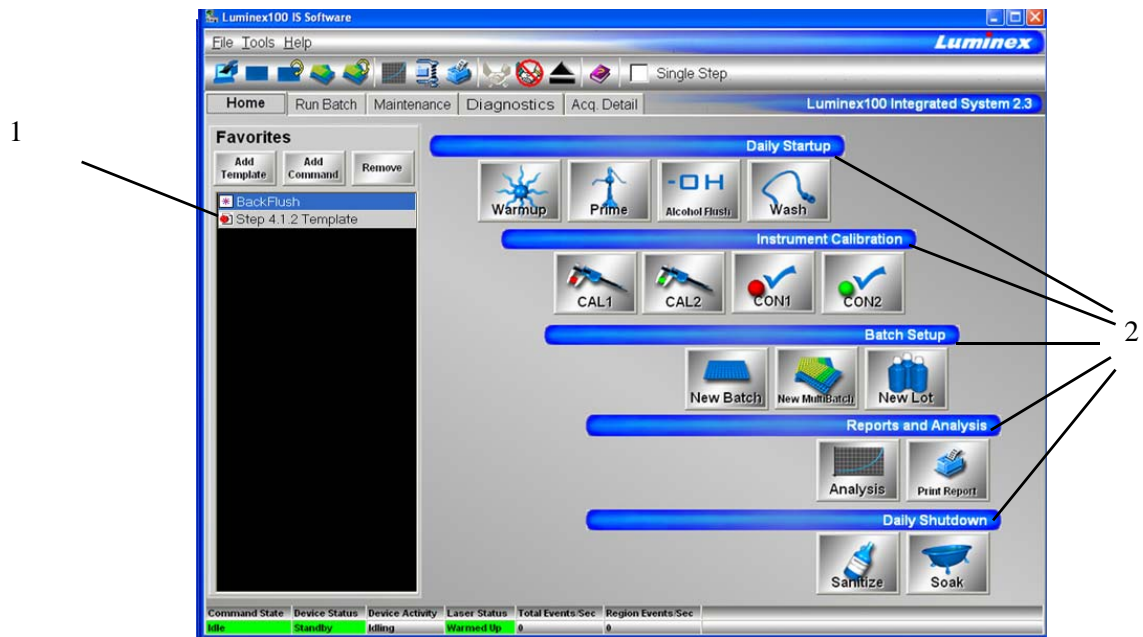 Luminex100 IS Software
File Tools Help
Luminex
Single Step
Home Run Batch Maintenance Diagnostics Acq. Detail
Luminex100 Integrated System 2.3
1
Favorites
Add Template
Add Command
Remove
BackFlush
Step 4.1.2 Template
Daily Startup
Warmup
Prime
-OH
Alcohol Flush
Wash
Instrument Calibration
CAL1
CAL2
CON1
CON2
Batch Setup
New Batch
New MultiBatch
New Lot
Reports and Analysis
Analysis
Print Report
Daily Shutdown
Sanitize
Soak
2
Command State Device Status Device Activity Laser Status Total Events/Sec Region Events/Sec
Idle Standby Idling Warmed Up 0 0